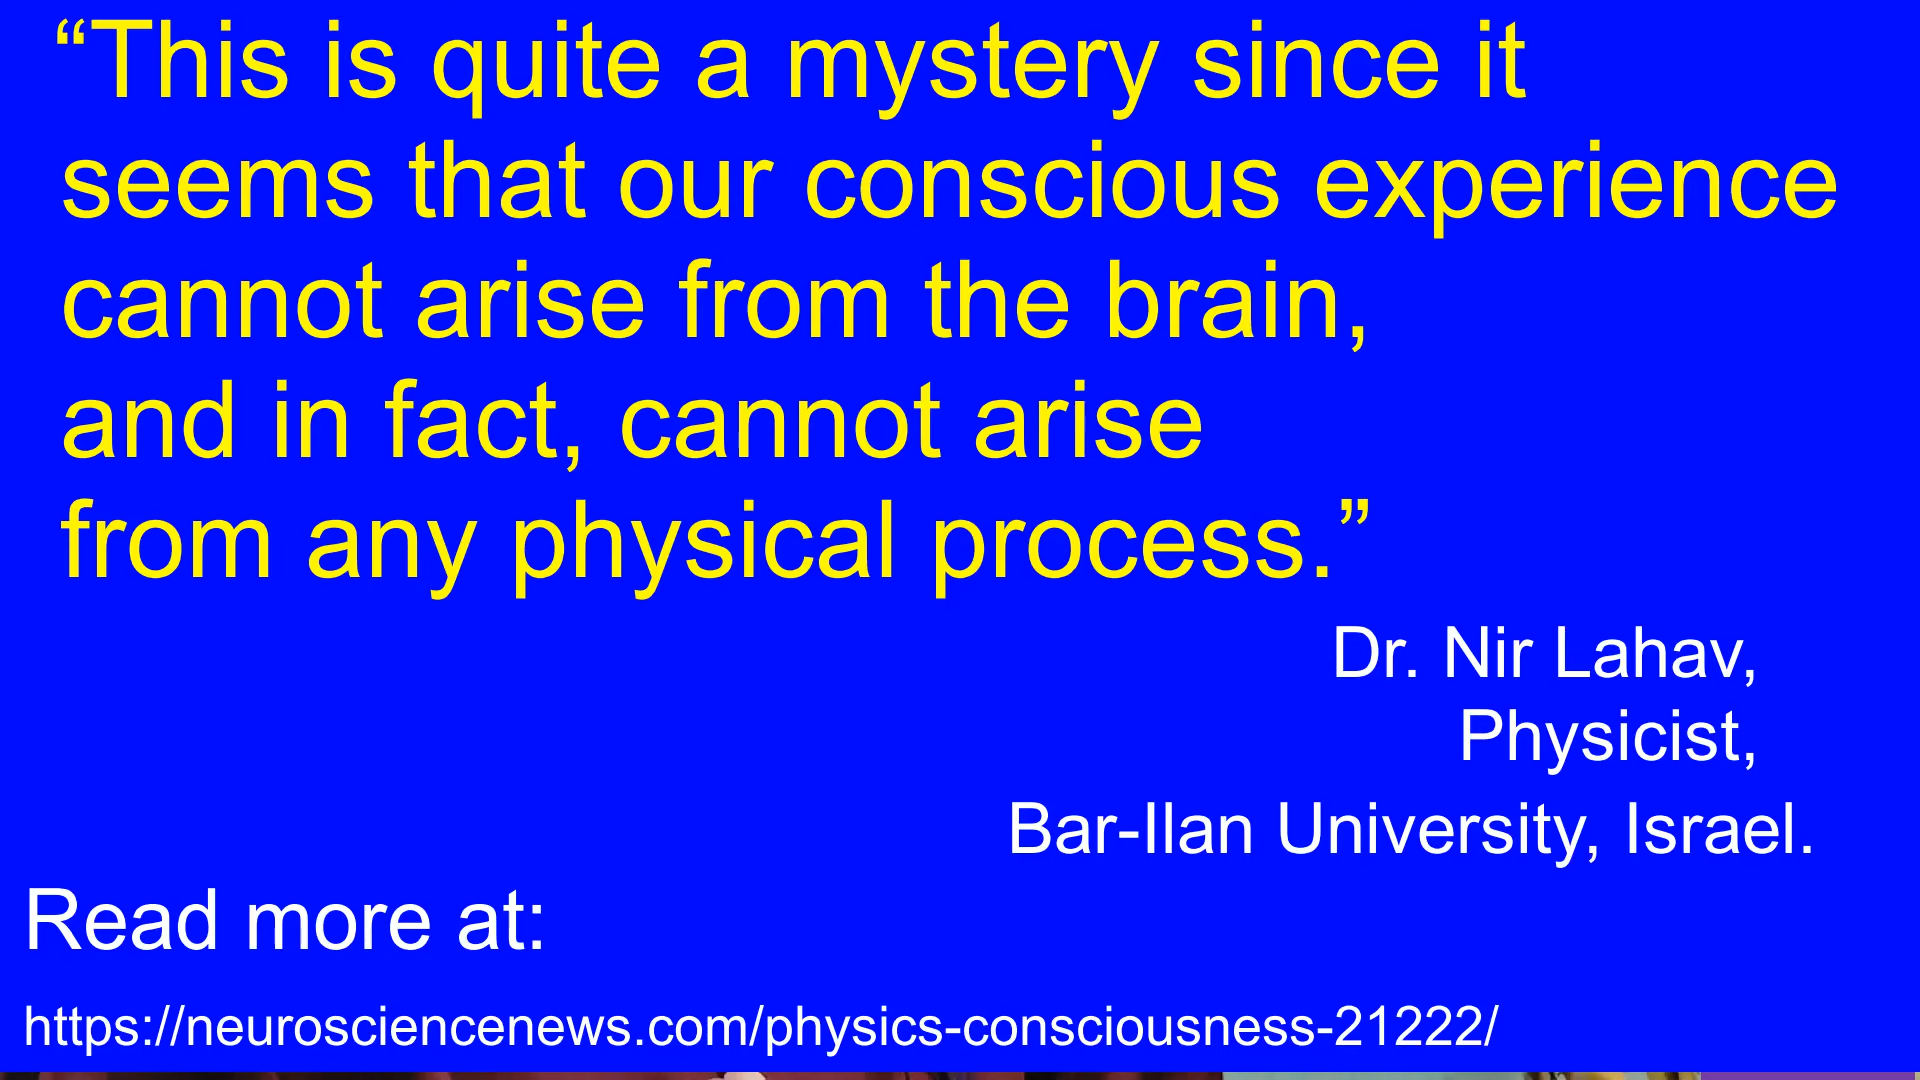 “This is quite a mystery since it
seems that our conscious experience
cannot arise from the brain,
and in fact, cannot arise
from any physical process.”
Dr. Nir Lahav,
Physicist,
Bar-Ilan University, Israel.
Read more at:
https://neurosciencenews.com/physics-consciousness-21222/